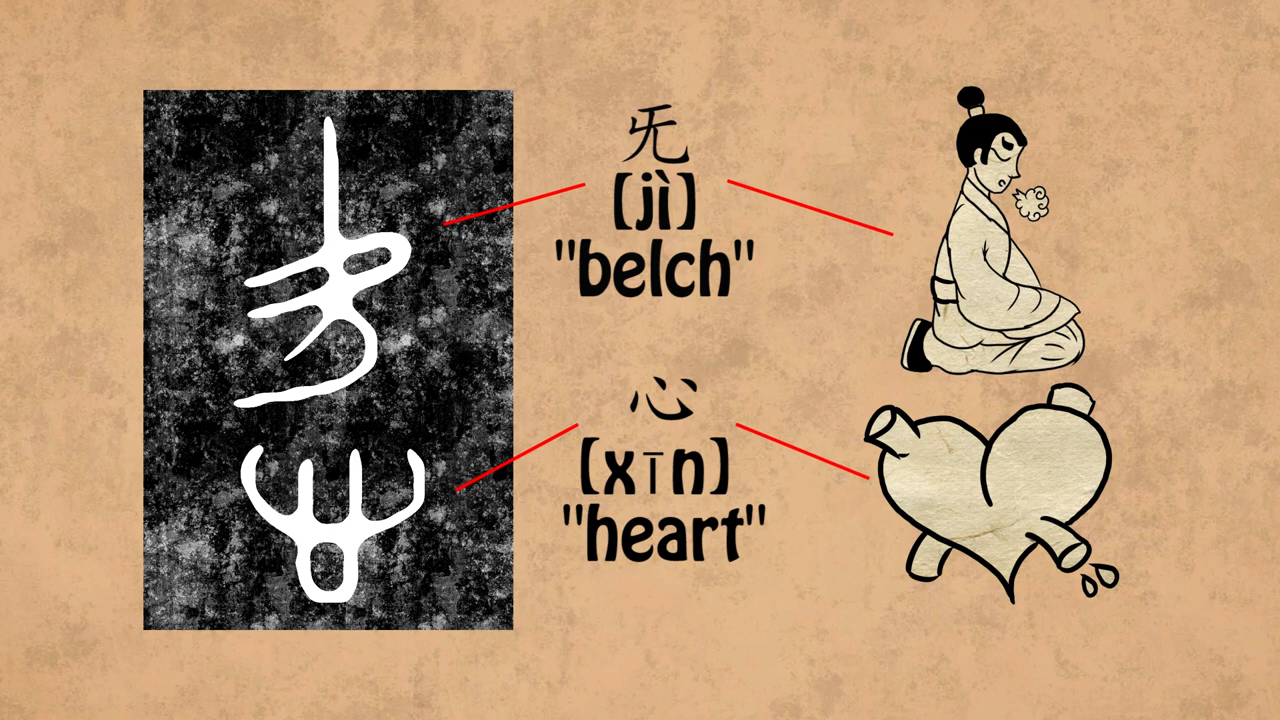 旡
[jì]
"belch"
心
[xīn]
"heart"